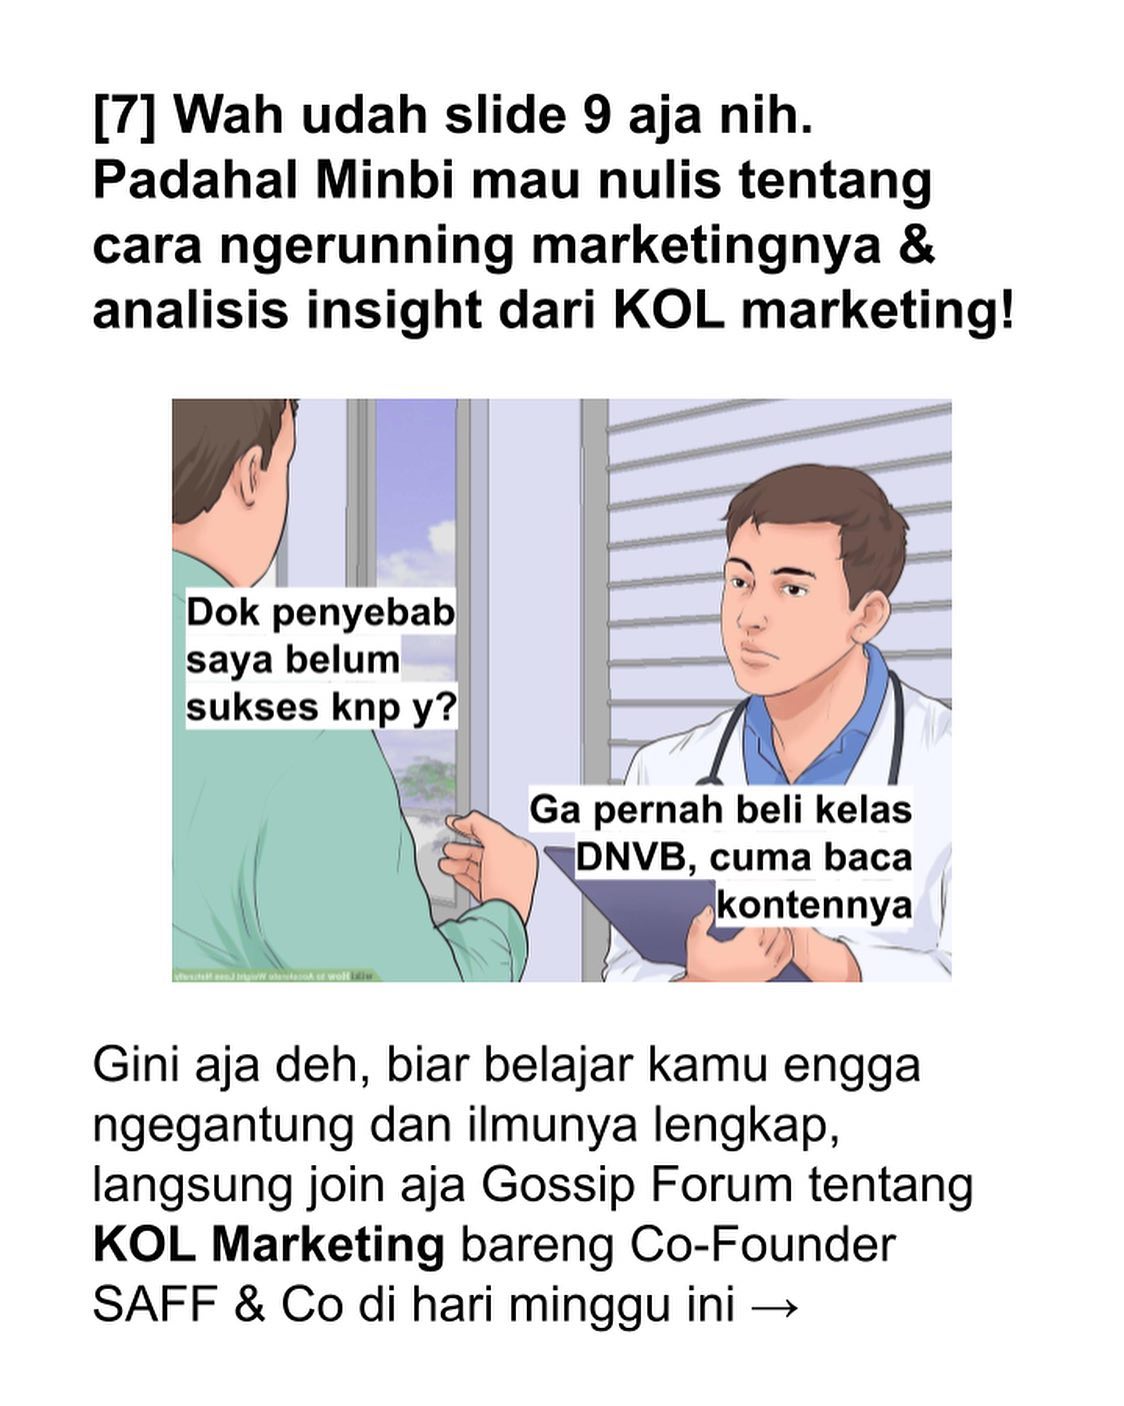 [7] Wah udah slide 9 aja nih.
Padahal Minbi mau nulis tentang
cara ngerunning marketingnya &
analisis insight dari KOL marketing!
Dok penyebab
saya belum
sukses knp y?
Ga pernah beli kelas
DNVB, cuma baca
kontennya
wikiHow to Accelerate Weight Loss Naturally
Gini aja deh, biar belajar kamu engga
ngegantung dan ilmunya lengkap,
langsung join aja Gossip Forum tentang
KOL Marketing bareng Co-Founder
SAFF & Co di hari minggu ini →